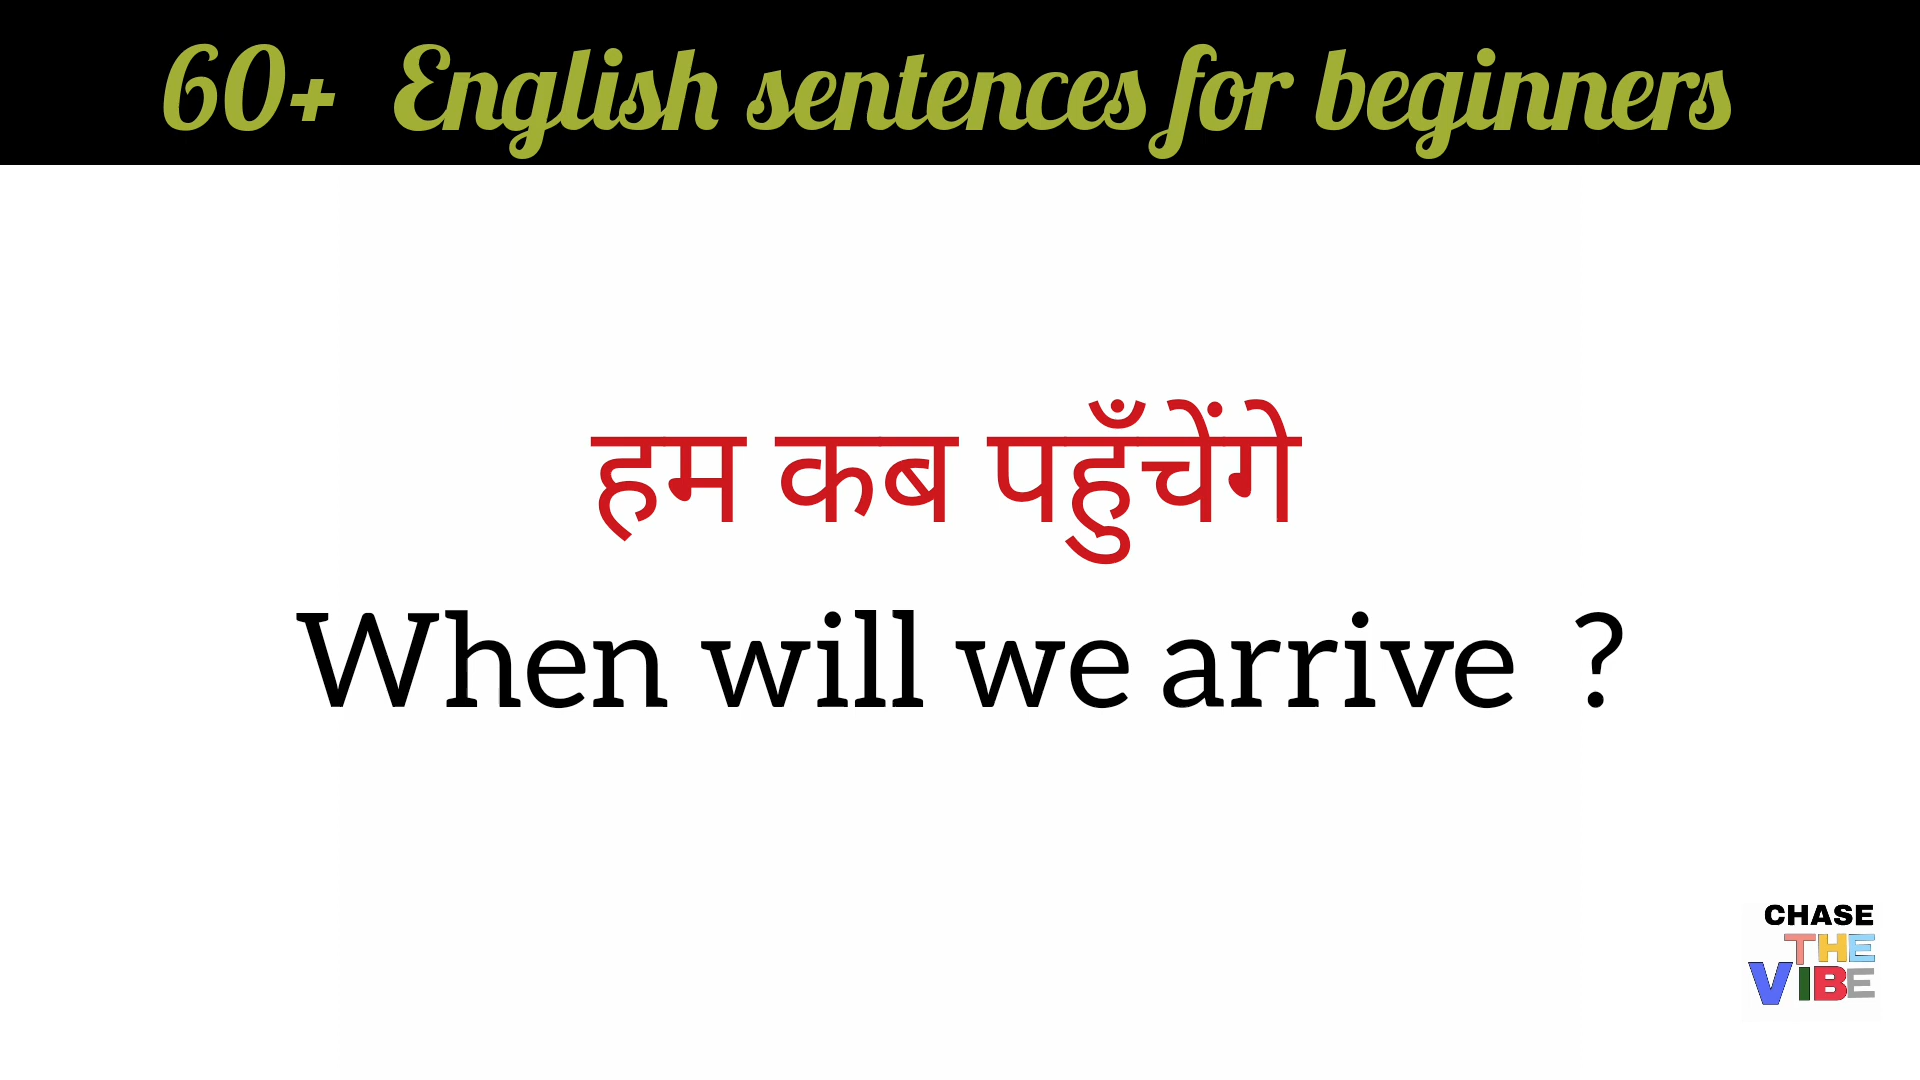 60+ English sentences for beginners
हम कब पहुँचेंगे
When will we arrive ?
CHASE
THE
VIBE